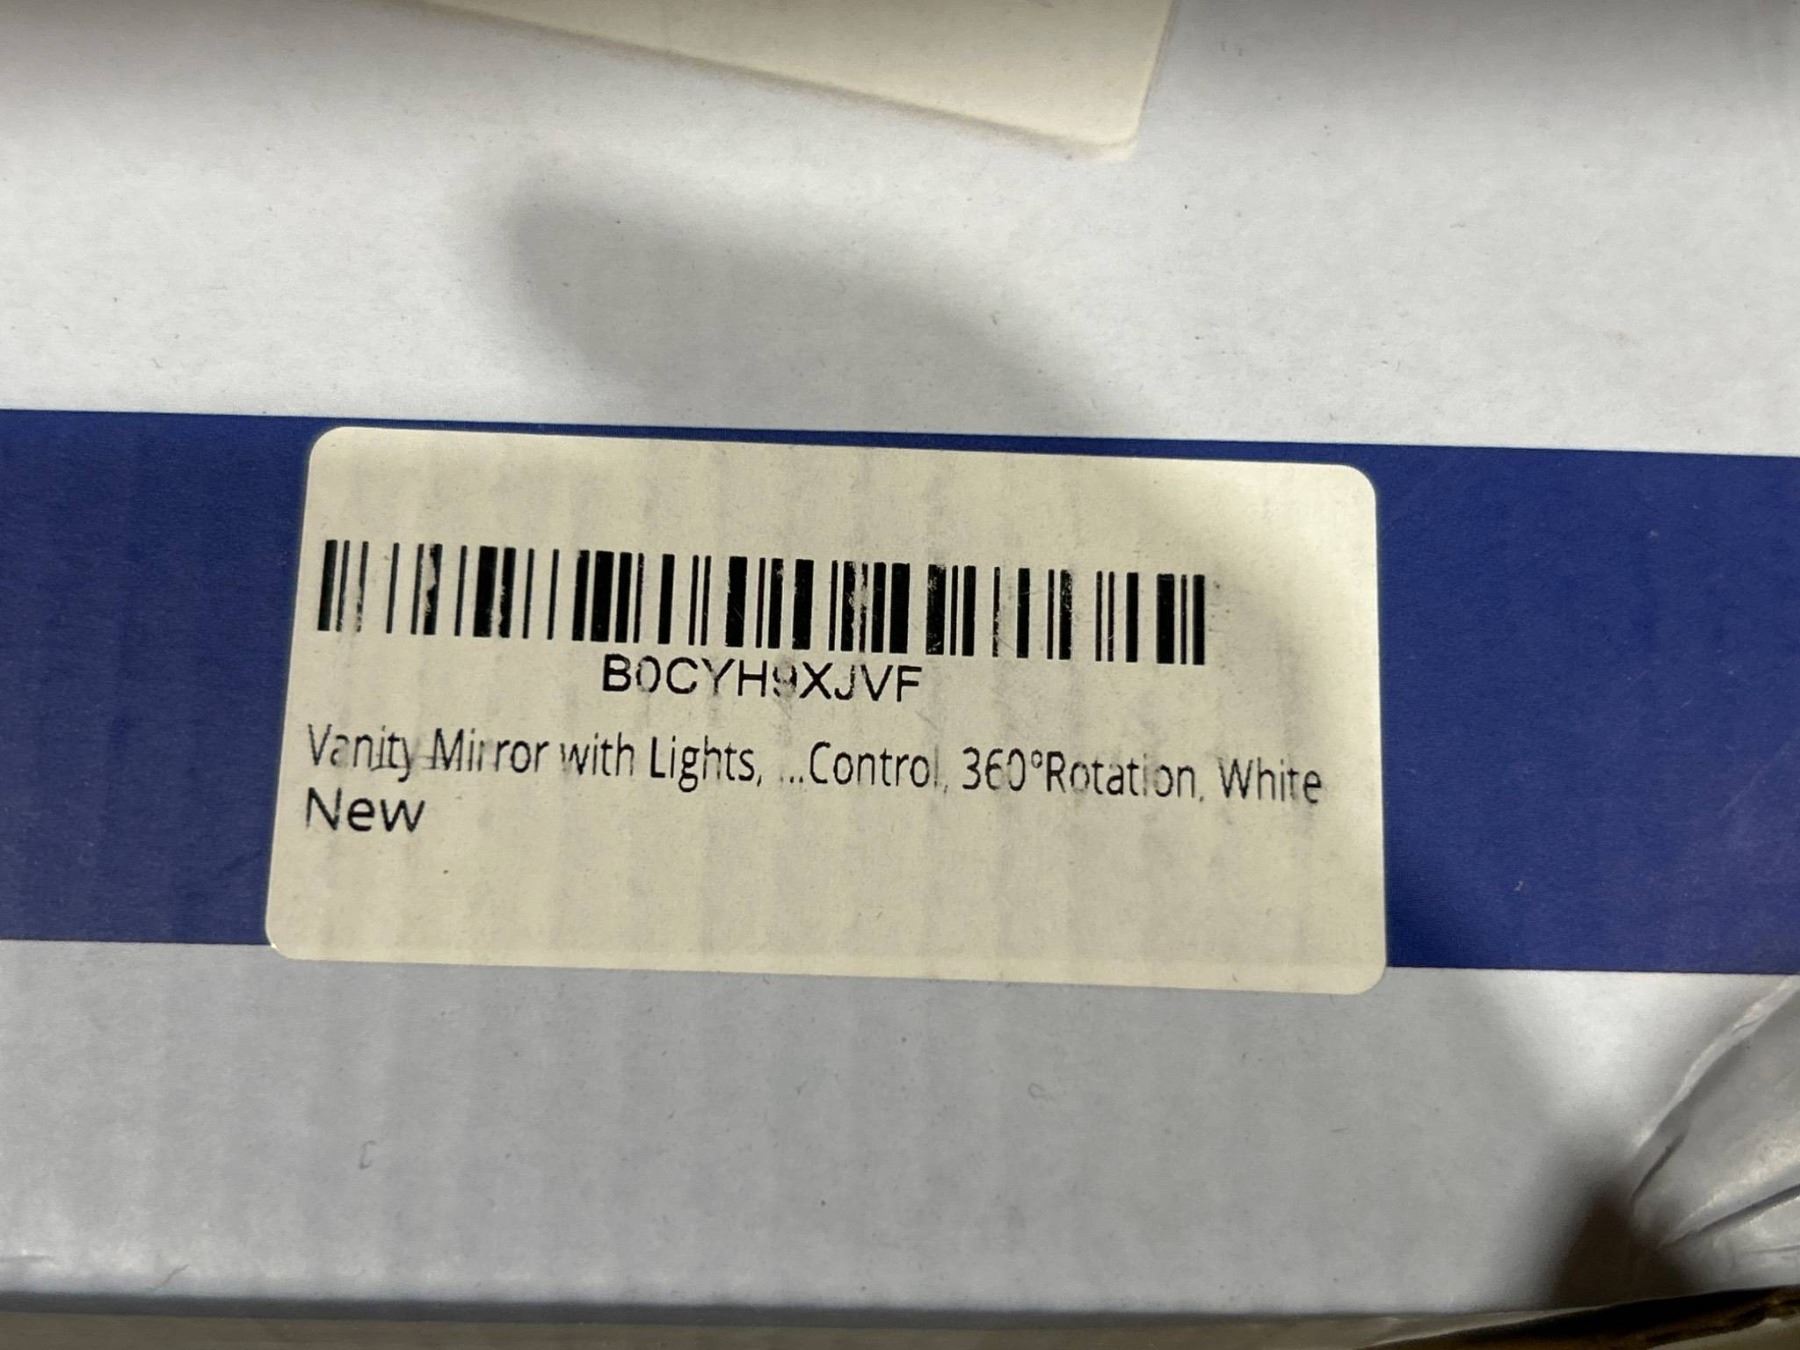 B0CYH9XJVF
Vanity Mirror with Lights, ...Control, 360°Rotation, White
New